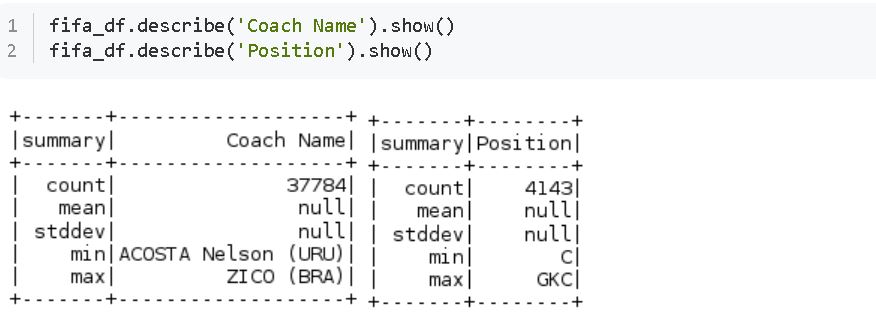 1 fifa_df.describe('Coach Name').show()
2 fifa_df.describe('Position').show()
+-------+------------------+
|summary|        Coach Name|
+-------+------------------+
|  count|             37784|
|   mean|              null|
| stddev|              null|
|    min|ACOSTA Nelson (URU)|
|    max|        ZICO (BRA)|
+-------+------------------+
+-------+--------+
|summary|Position|
+-------+--------+
|  count|    4143|
|   mean|    null|
| stddev|    null|
|    min|       C|
|    max|     GKC|
+-------+--------+